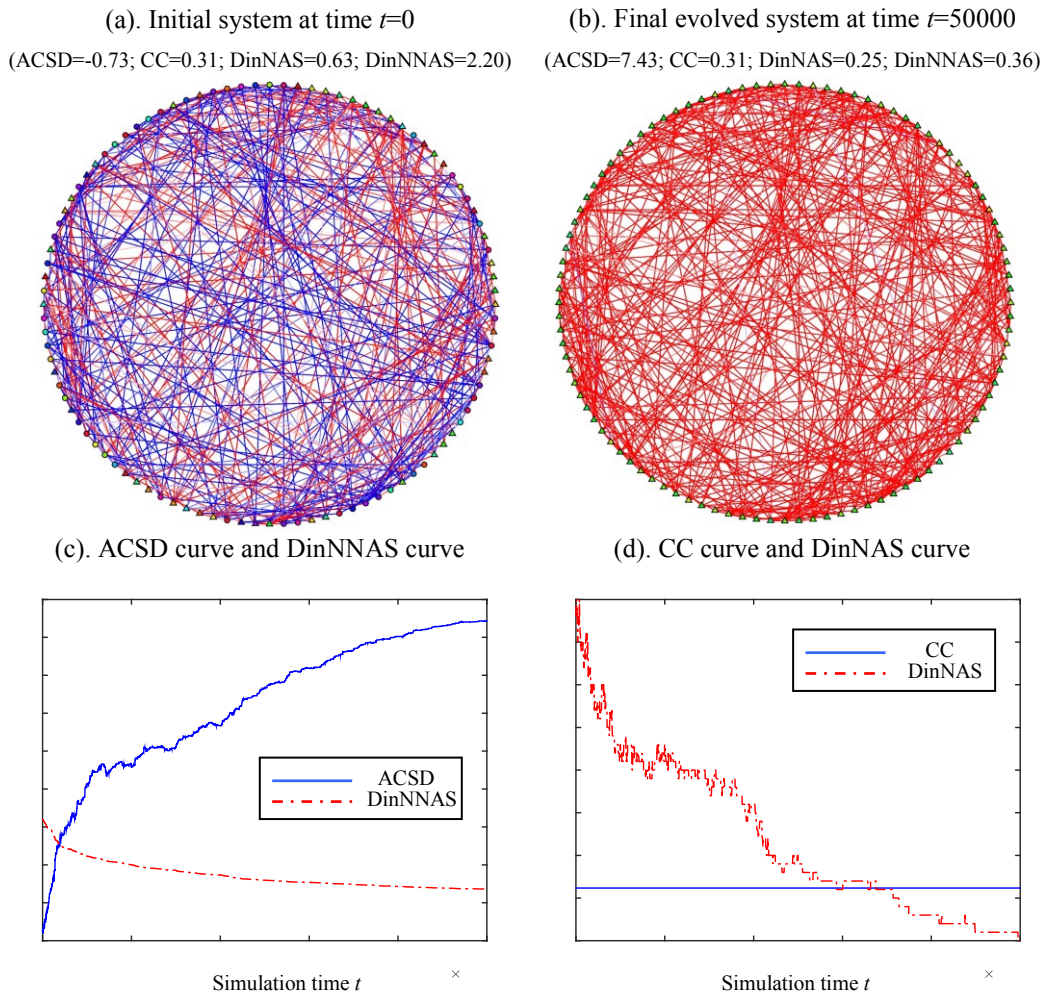 (a). Initial system at time t=0
(b). Final evolved system at time t=50000
(ACSD=-0.73; CC=0.31; DinNAS=0.63; DinNNAS=2.20)
(ACSD=7.43; CC=0.31; DinNAS=0.25; DinNNAS=0.36)
(c). ACSD curve and DinNNAS curve
(d). CC curve and DinNAS curve
ACSD
DinNNAS
CC
DinNAS
Simulation time t
×
Simulation time t
×